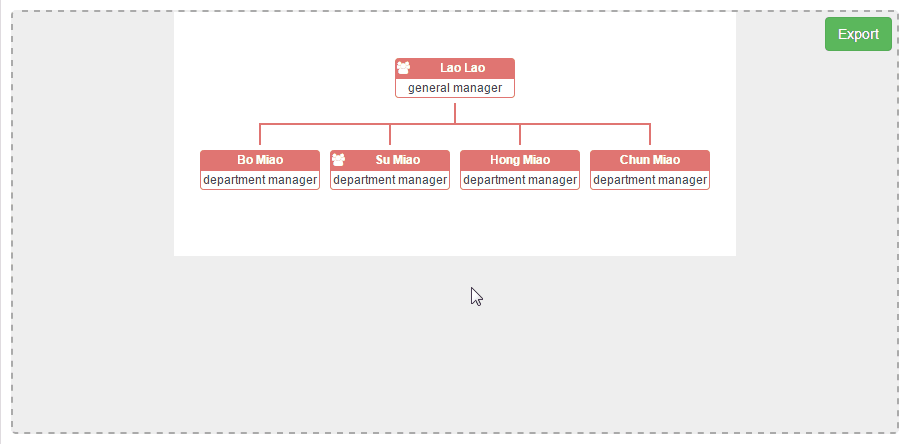 Export
Lao Lao
general manager
Bo Miao
department manager
Su Miao
department manager
Hong Miao
department manager
Chun Miao
department manager